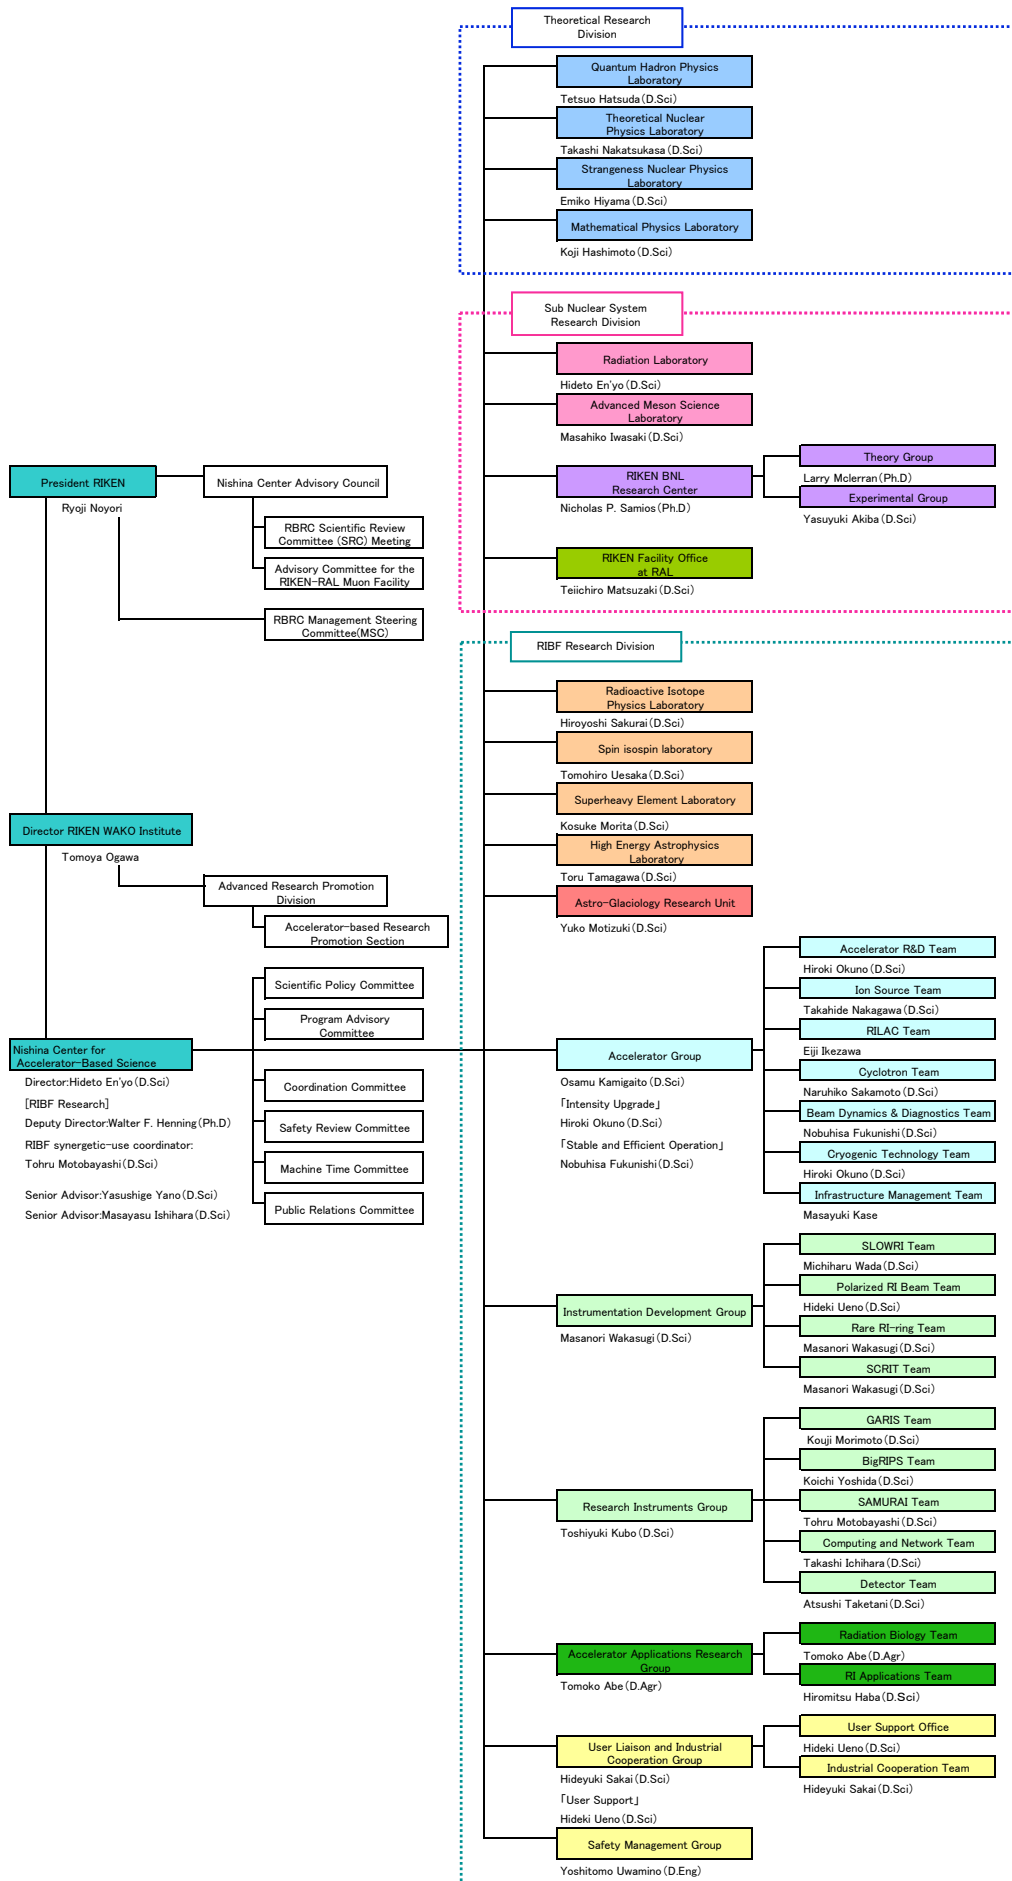 Theoretical Research
Division
Quantum Hadron Physics
Laboratory
Tetsuo Hatsuda(D.Sci)
Theoretical Nuclear
Physics Laboratory
Takashi Nakatsukasa(D.Sci)
Strangeness Nuclear Physics
Laboratory
Emiko Hiyama(D.Sci)
Mathematical Physics Laboratory
Koji Hashimoto(D.Sci)
Sub Nuclear System
Research Division
Radiation Laboratory
Hideto En'yo(D.Sci)
Advanced Meson Science
Laboratory
Masahiko Iwasaki(D.Sci)
RIKEN BNL
Research Center
Nicholas P. Samios(Ph.D)
Theory Group
Larry Mclerran(Ph.D)
Experimental Group
Yasuyuki Akiba(D.Sci)
RIKEN Facility Office
at RAL
Teiichiro Matsuzaki(D.Sci)
President RIKEN
Ryoji Noyori
Nishina Center Advisory Council
RBRC Scientific Review
Committee (SRC) Meeting
Advisory Committee for the
RIKEN-RAL Muon Facility
RBRC Management Steering
Committee(MSC)
RIBF Research Division
Radioactive Isotope
Physics Laboratory
Hiroyoshi Sakurai(D.Sci)
Spin isospin laboratory
Tomohiro Uesaka(D.Sci)
Superheavy Element Laboratory
Kosuke Morita(D.Sci)
High Energy Astrophysics
Laboratory
Toru Tamagawa(D.Sci)
Astro-Glaciology Research Unit
Yuko Motizuki(D.Sci)
Director RIKEN WAKO Institute
Tomoya Ogawa
Advanced Research Promotion
Division
Accelerator-based Research
Promotion Section
Scientific Policy Committee
Program Advisory
Committee
Nishina Center for
Accelerator-Based Science
Director:Hideto En'yo(D.Sci)
[RIBF Research]
Deputy Director:Walter F. Henning(Ph.D)
RIBF synergetic-use coordinator:
Tohru Motobayashi(D.Sci)
Senior Advisor:Yasushige Yano(D.Sci)
Senior Advisor:Masayasu Ishihara(D.Sci)
Coordination Committee
Safety Review Committee
Machine Time Committee
Public Relations Committee
Accelerator Group
Osamu Kamigaito(D.Sci)
「Intensity Upgrade」
Hiroki Okuno(D.Sci)
「Stable and Efficient Operation」
Nobuhisa Fukunishi(D.Sci)
Accelerator R&D Team
Hiroki Okuno(D.Sci)
Ion Source Team
Takahide Nakagawa(D.Sci)
RILAC Team
Eiji Ikezawa
Cyclotron Team
Naruhiko Sakamoto(D.Sci)
Beam Dynamics & Diagnostics Team
Nobuhisa Fukunishi(D.Sci)
Cryogenic Technology Team
Hiroki Okuno(D.Sci)
Infrastructure Management Team
Masayuki Kase
Instrumentation Development Group
Masanori Wakasugi(D.Sci)
SLOWRI Team
Michiharu Wada(D.Sci)
Polarized RI Beam Team
Hideki Ueno(D.Sci)
Rare RI-ring Team
Masanori Wakasugi(D.Sci)
SCRIT Team
Masanori Wakasugi(D.Sci)
Research Instruments Group
Toshiyuki Kubo(D.Sci)
GARIS Team
Kouji Morimoto(D.Sci)
BigRIPS Team
Koichi Yoshida(D.Sci)
SAMURAI Team
Tohru Motobayashi(D.Sci)
Computing and Network Team
Takashi Ichihara(D.Sci)
Detector Team
Atsushi Taketani(D.Sci)
Accelerator Applications Research
Group
Tomoko Abe(D.Agr)
Radiation Biology Team
Tomoko Abe(D.Agr)
RI Applications Team
Hiromitsu Haba(D.Sci)
User Liaison and Industrial
Cooperation Group
Hideyuki Sakai(D.Sci)
「User Support」
Hideki Ueno(D.Sci)
User Support Office
Hideki Ueno(D.Sci)
Industrial Cooperation Team
Hideyuki Sakai(D.Sci)
Safety Management Group
Yoshitomo Uwamino(D.Eng)